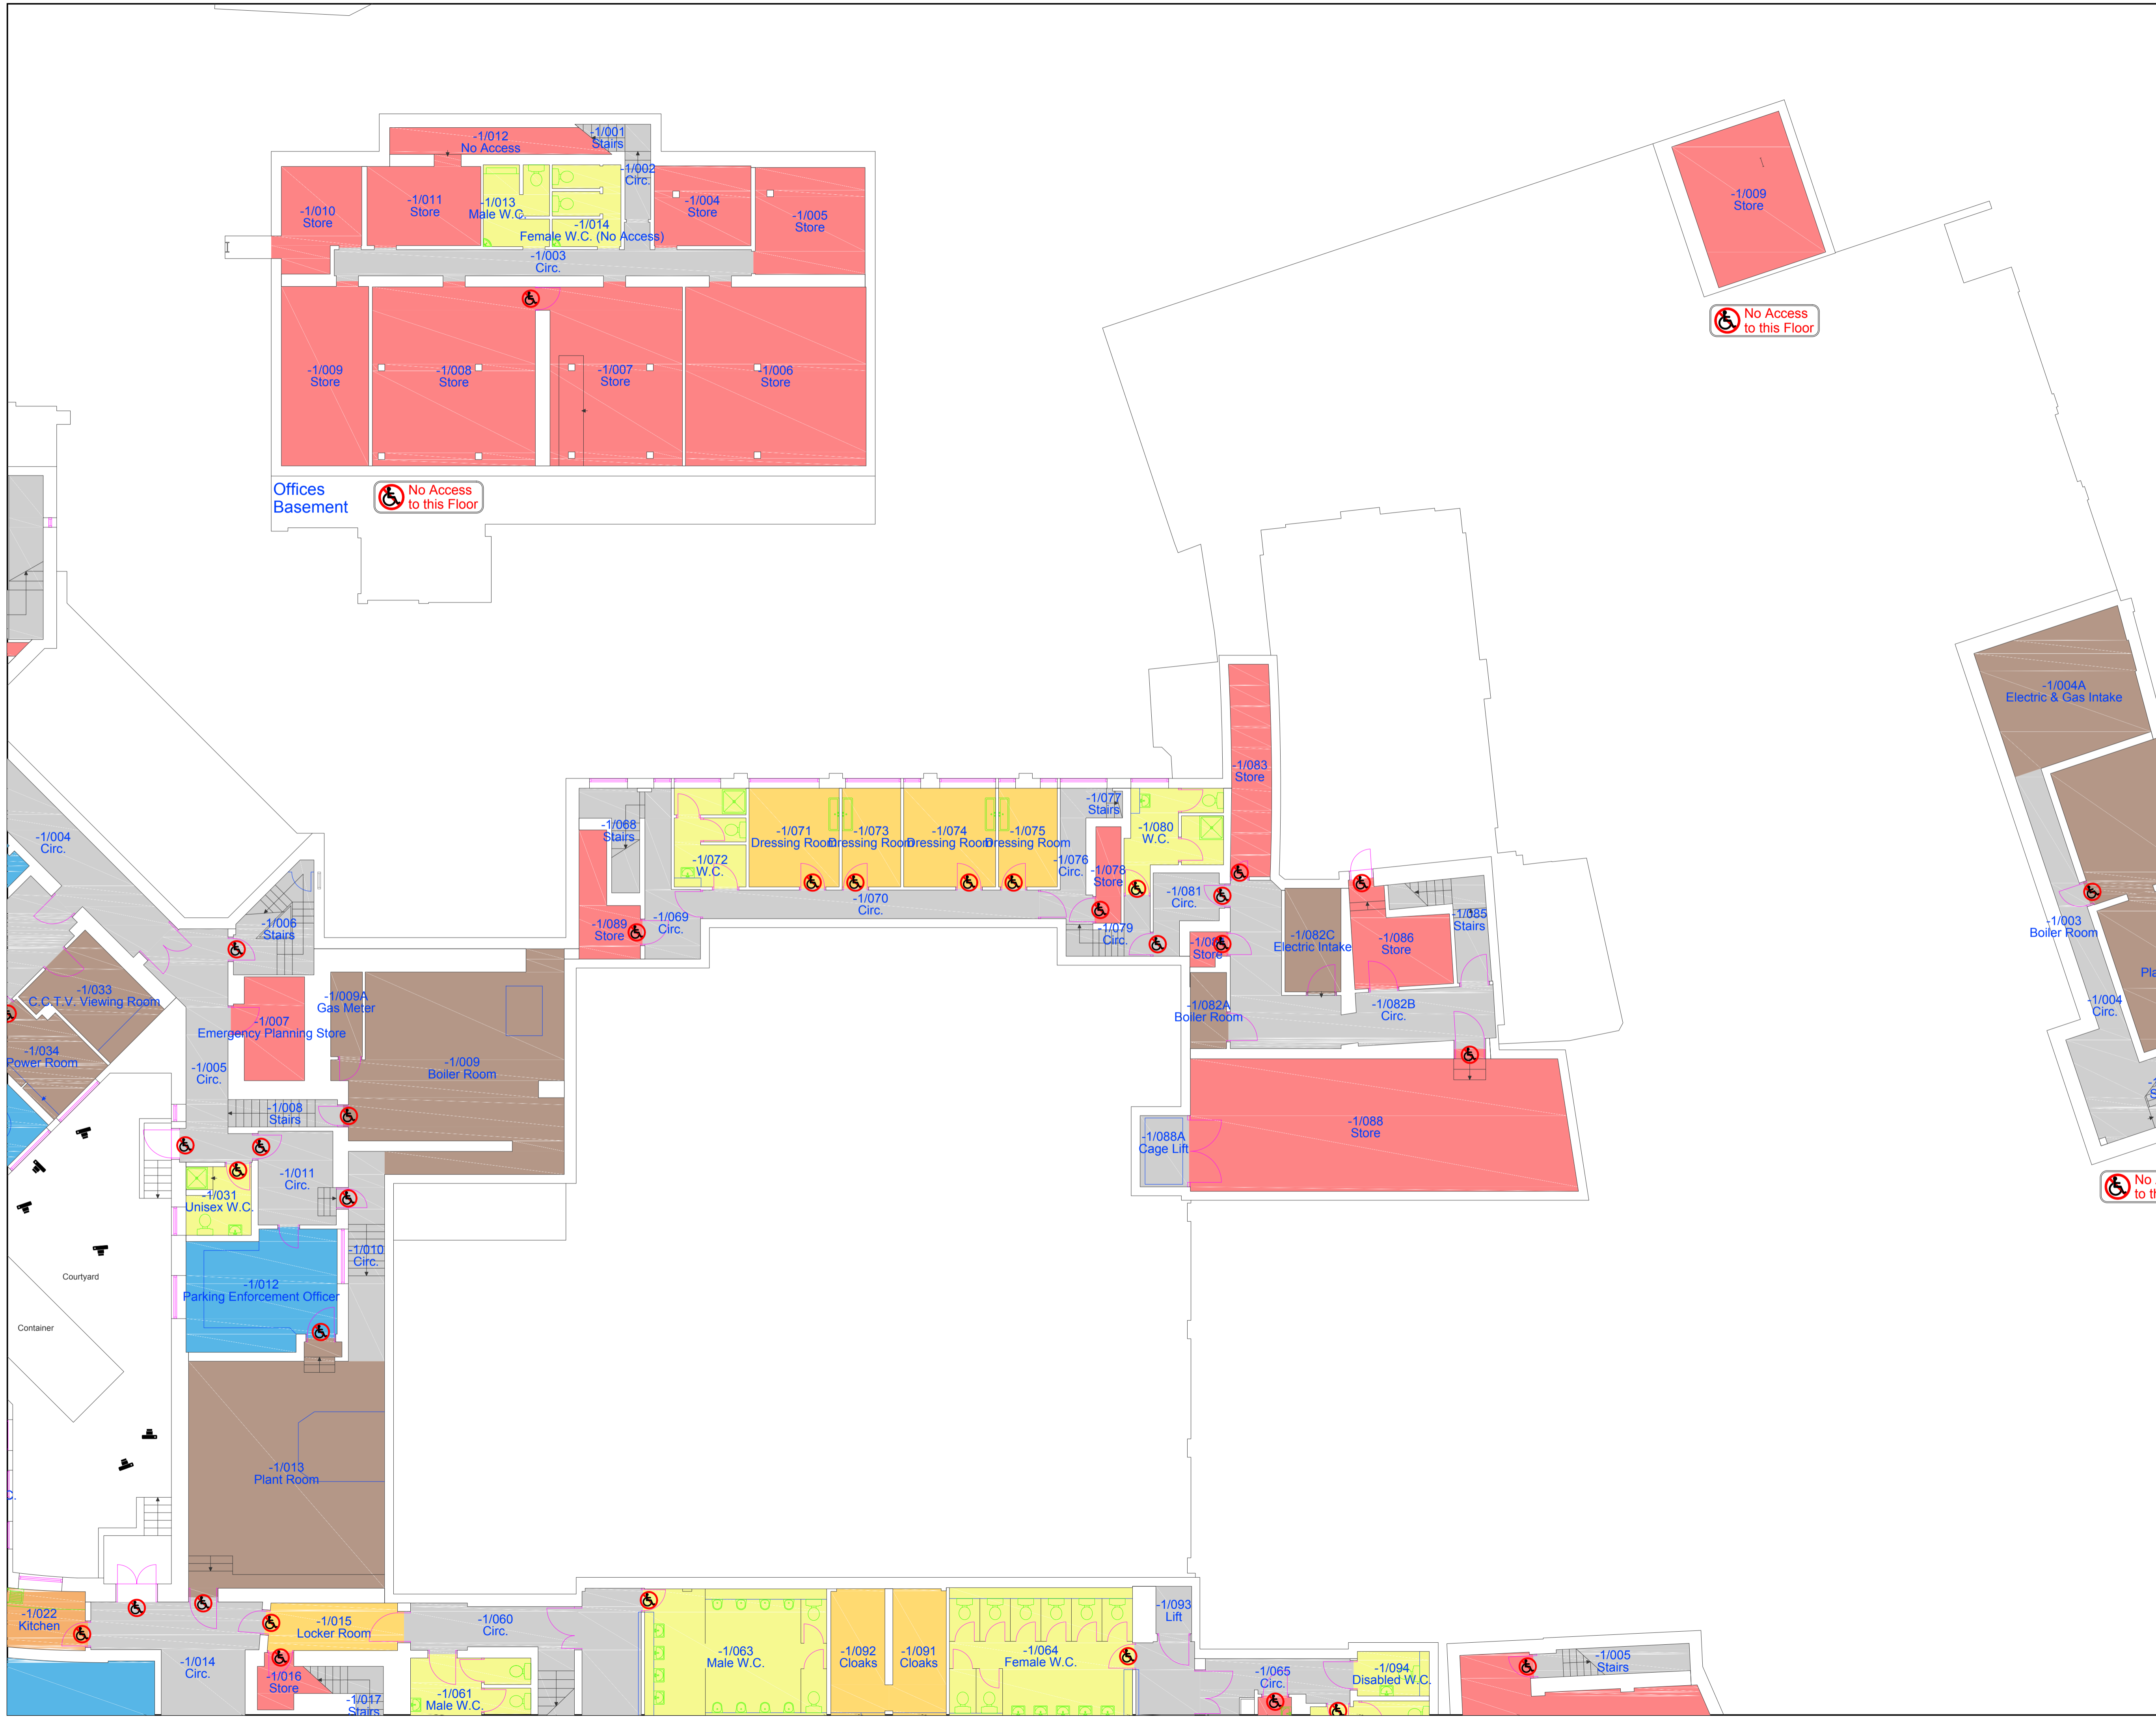 -1/012
No Access
-1/001
Stairs
-1/002
Circ.
-1/010
Store
-1/011
Store
-1/013
Male W.C.
-1/014
Female W.C. (No Access)
-1/004
Store
-1/005
Store
-1/003
Circ.
-1/009
Store
-1/008
Store
-1/007
Store
-1/006
Store
Offices
Basement
No Access
to this Floor
-1/009
Store
No Access
to this Floor
-1/004A
Electric & Gas Intake
-1/083
Store
-1/004
Circ.
-1/068
Stairs
-1/072
W.C.
-1/071
Dressing Room
-1/073
Dressing Room
-1/074
Dressing Room
-1/075
Dressing Room
-1/077
Stairs
-1/076
Circ.
-1/078
Store
-1/080
W.C.
-1/081
Circ.
-1/070
Circ.
-1/089
Store
-1/069
Circ.
-1/079
Circ.
Store
-1/082C
Electric Intake
-1/086
Store
-1/085
Stairs
-1/003
Boiler Room
-1/006
Stairs
-1/033
C.C.T.V. Viewing Room
-1/009A
Gas Meter
-1/007
Emergency Planning Store
-1/082A
Boiler Room
-1/082B
Circ.
-1/004
Circ.
-1/034
Power Room
-1/005
Circ.
-1/009
Boiler Room
-1/008
Stairs
-1/088A
Cage Lift
-1/088
Store
-1/011
Circ.
-1/031
Unisex W.C.
No
-1/010
Circ.
-1/012
Parking Enforcement Officer
Courtyard
Container
-1/013
Plant Room
-1/022
Kitchen
-1/015
Locker Room
-1/060
Circ.
-1/014
Circ.
-1/016
Store
-1/017
Stairs
-1/061
Male W.C.
-1/063
Male W.C.
-1/092
Cloaks
-1/091
Cloaks
-1/064
Female W.C.
-1/093
Lift
-1/065
Circ.
-1/094
Disabled W.C.
-1/005
Stairs